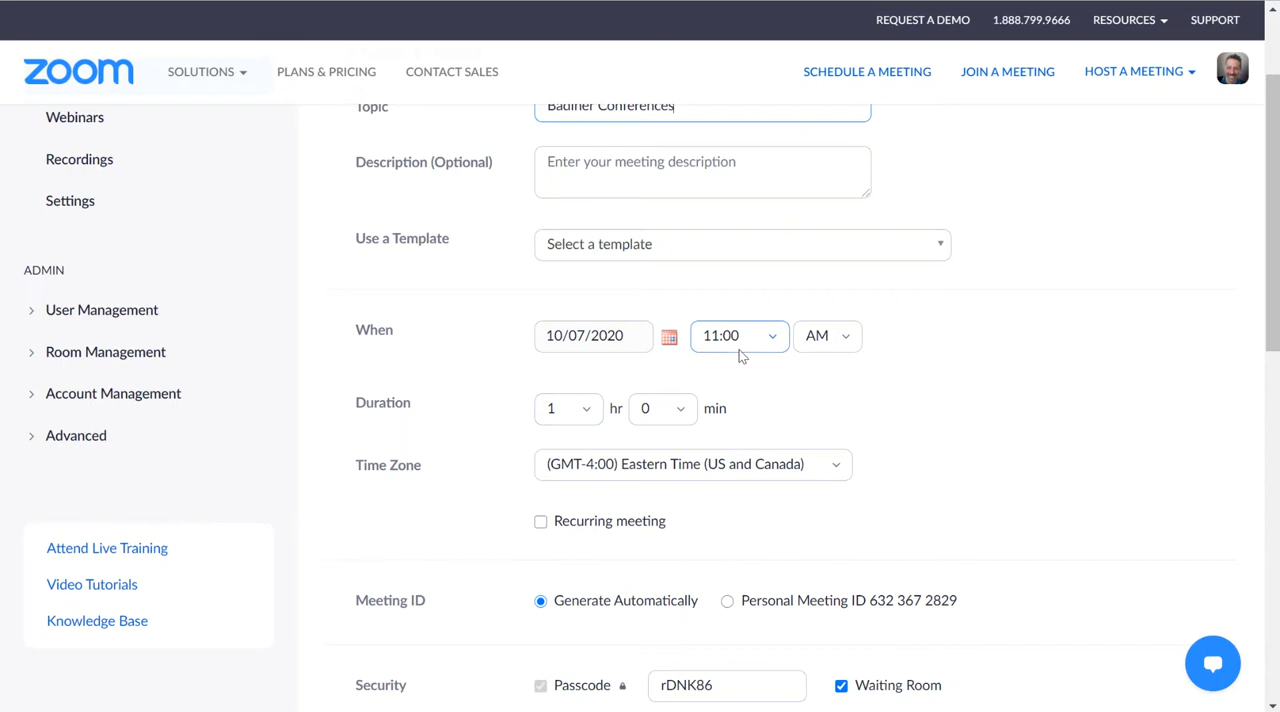 REQUEST A DEMO 1.888.799.9666 RESOURCES SUPPORT
zoom SOLUTIONS PLANS & PRICING CONTACT SALES SCHEDULE A MEETING JOIN A MEETING HOST A MEETING
Webinars
Recordings
Settings
ADMIN
User Management
Room Management
Account Management
Advanced
Attend Live Training
Video Tutorials
Knowledge Base
Topic Badiner Conferences
Description (Optional) Enter your meeting description
Use a Template Select a template
When 10/07/2020 11:00 AM
Duration 1 hr 0 min
Time Zone (GMT-4:00) Eastern Time (US and Canada)
Recurring meeting
Meeting ID Generate Automatically Personal Meeting ID 632 367 2829
Security Passcode rDNK86 Waiting Room